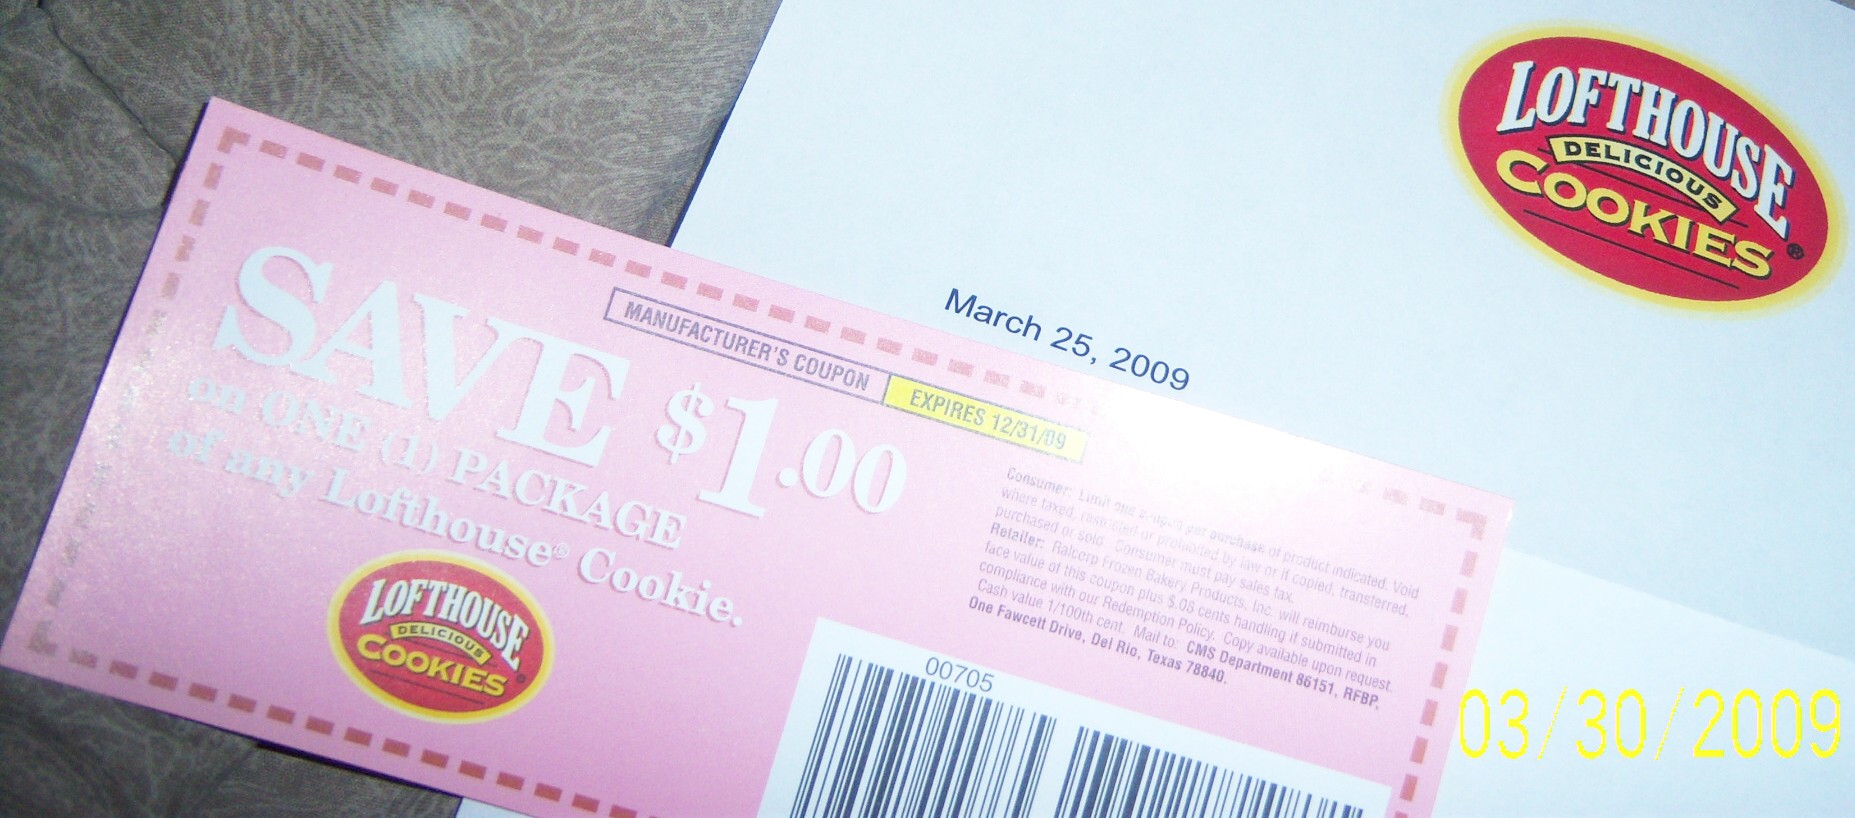 LOFTHOUSE
DELICIOUS
COOKIES
®
March 25, 2009
MANUFACTURER'S COUPON
EXPIRES 12/31/09
SAVE $1.00
on ONE (1) PACKAGE
of any Lofthouse® Cookie.
LOFTHOUSE
DELICIOUS
COOKIES
Consumer: Limit one coupon per purchase of product indicated. Void
where taxed, restricted or prohibited by law or if copied, transferred,
purchased or sold. Consumer must pay sales tax.
Retailer: Ralcorp Frozen Bakery Products, Inc. will reimburse you
face value of this coupon plus $.08 cents handling if submitted in
compliance with our Redemption Policy. Copy available upon request.
Cash value 1/100th cent. Mail to: CMS Department 86151, RFBP,
One Fawcett Drive, Del Rio, Texas 78840.
00705
03/30/2009